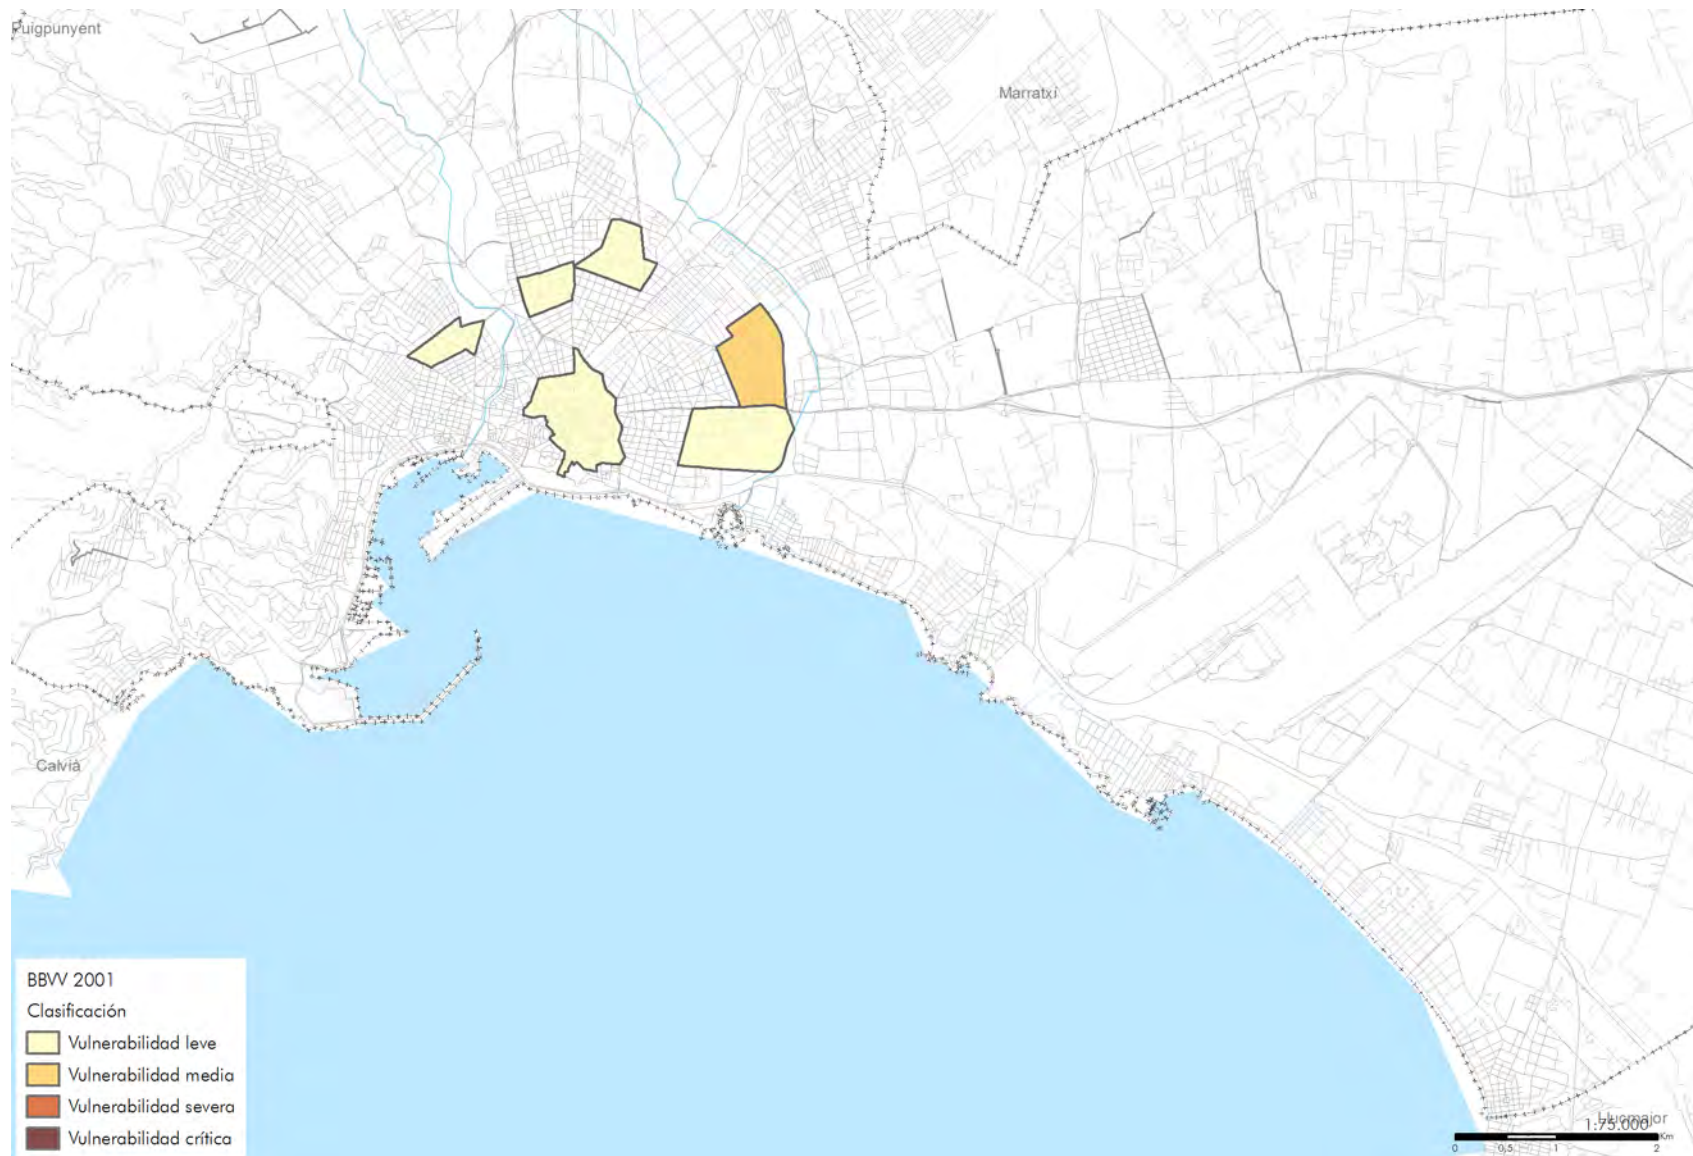 Puigpunyent
Marratxí
Calvià
BBVV 2001
Clasificación
Vulnerabilidad leve
Vulnerabilidad media
Vulnerabilidad severa
Vulnerabilidad crítica
Llucmajor
1:75.000
Km
0 0,5 1 2